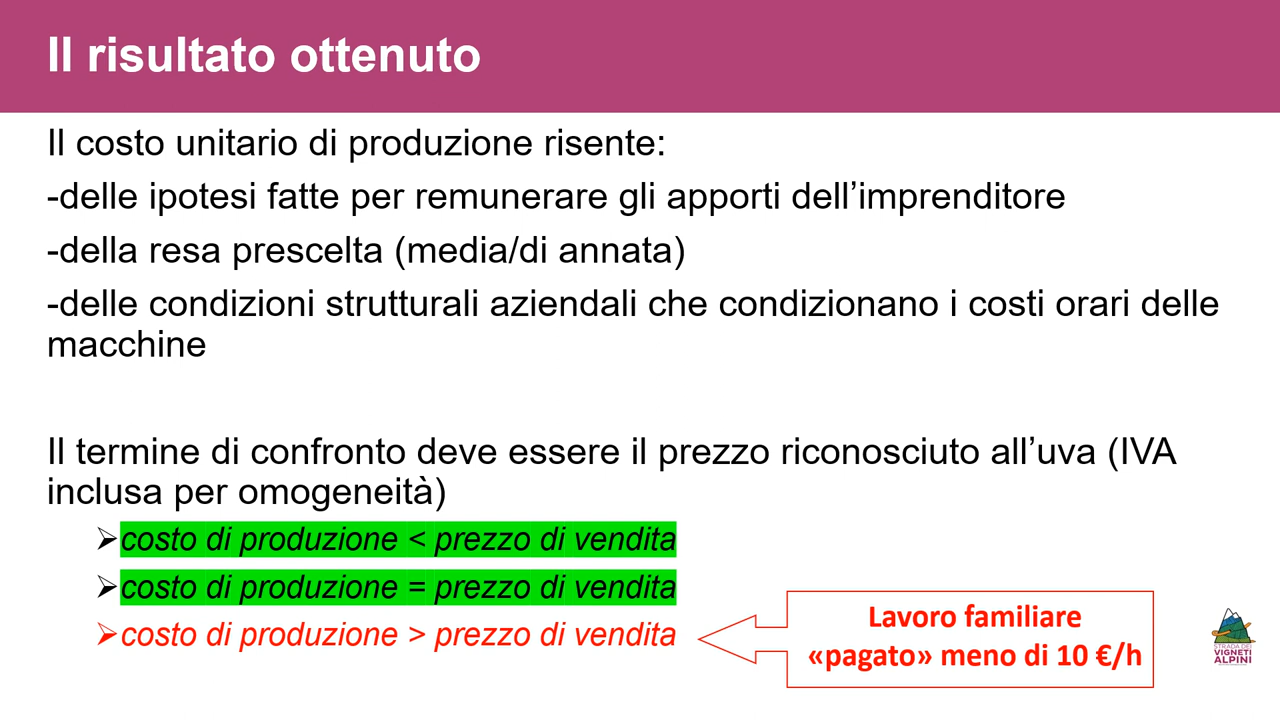 Il risultato ottenuto
Il costo unitario di produzione risente:
-delle ipotesi fatte per remunerare gli apporti dell’imprenditore
-della resa prescelta (media/di annata)
-delle condizioni strutturali aziendali che condizionano i costi orari delle
macchine
Il termine di confronto deve essere il prezzo riconosciuto all’uva (IVA
inclusa per omogeneità)
➢costo di produzione < prezzo di vendita
➢costo di produzione = prezzo di vendita
➢costo di produzione > prezzo di vendita
Lavoro familiare
«pagato» meno di 10 €/h
STRADA DEI
VIGNETI
ALPINI